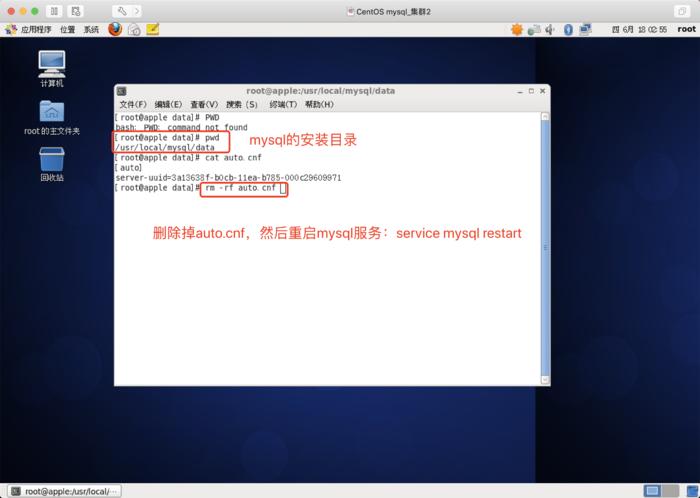 CentOS mysql_集群2
应用程序 位置 系统
四 6月 18 02:55 root
计算机
root 的主文件夹
回收站
root@apple:/usr/local/mysql/data
文件(F) 编辑(E) 查看(V) 搜索 (S) 终端(T) 帮助(H)
[root@apple data]# PWD
bash: PWD: command not found
[root@apple data]# pwd
mysql的安装目录
/usr/local/mysql/data
[root@apple data]# cat auto.cnf
[auto]
server-uuid=3a13638f-b0cb-11ea-b785-000c29609971
[root@apple data]# rm -rf auto.cnf
删除掉auto.cnf，然后重启mysql服务：service mysql restart
root@apple:/usr/local/···